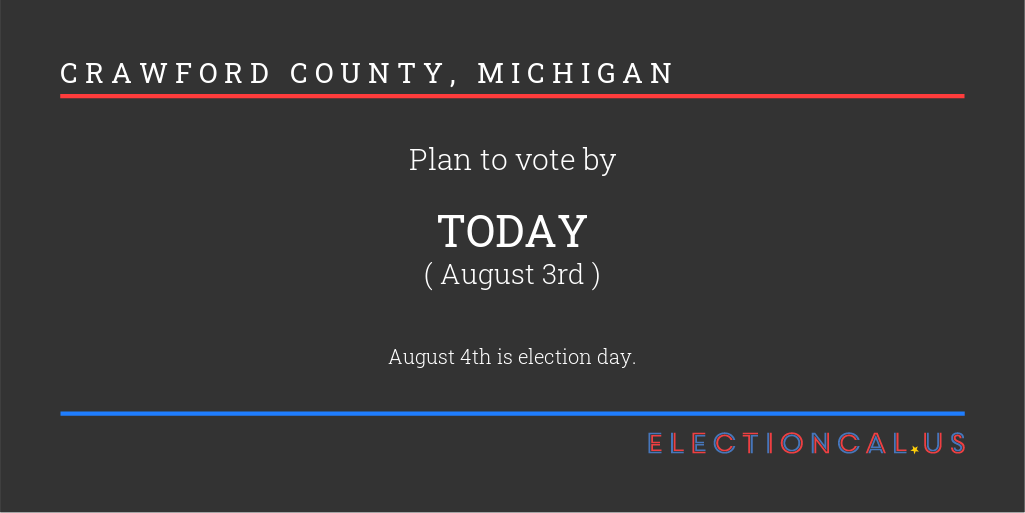 CRAWFORD COUNTY, MICHIGAN
Plan to vote by
TODAY
( August 3rd )
August 4th is election day.
ELECTIONCAL.US